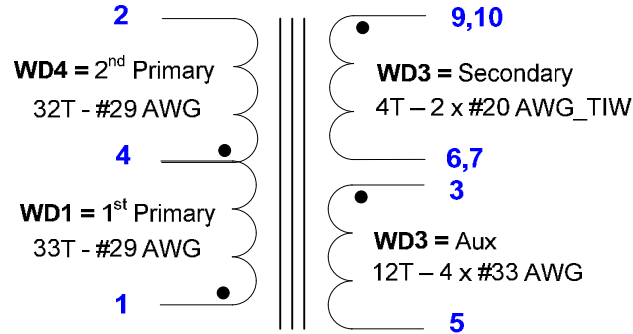 2
WD4 = 2nd Primary
32T - #29 AWG
4
WD1 = 1st Primary
33T - #29 AWG
1
9,10
WD3 = Secondary
4T – 2 x #20 AWG_TIW
6,7
3
WD3 = Aux
12T – 4 x #33 AWG
5